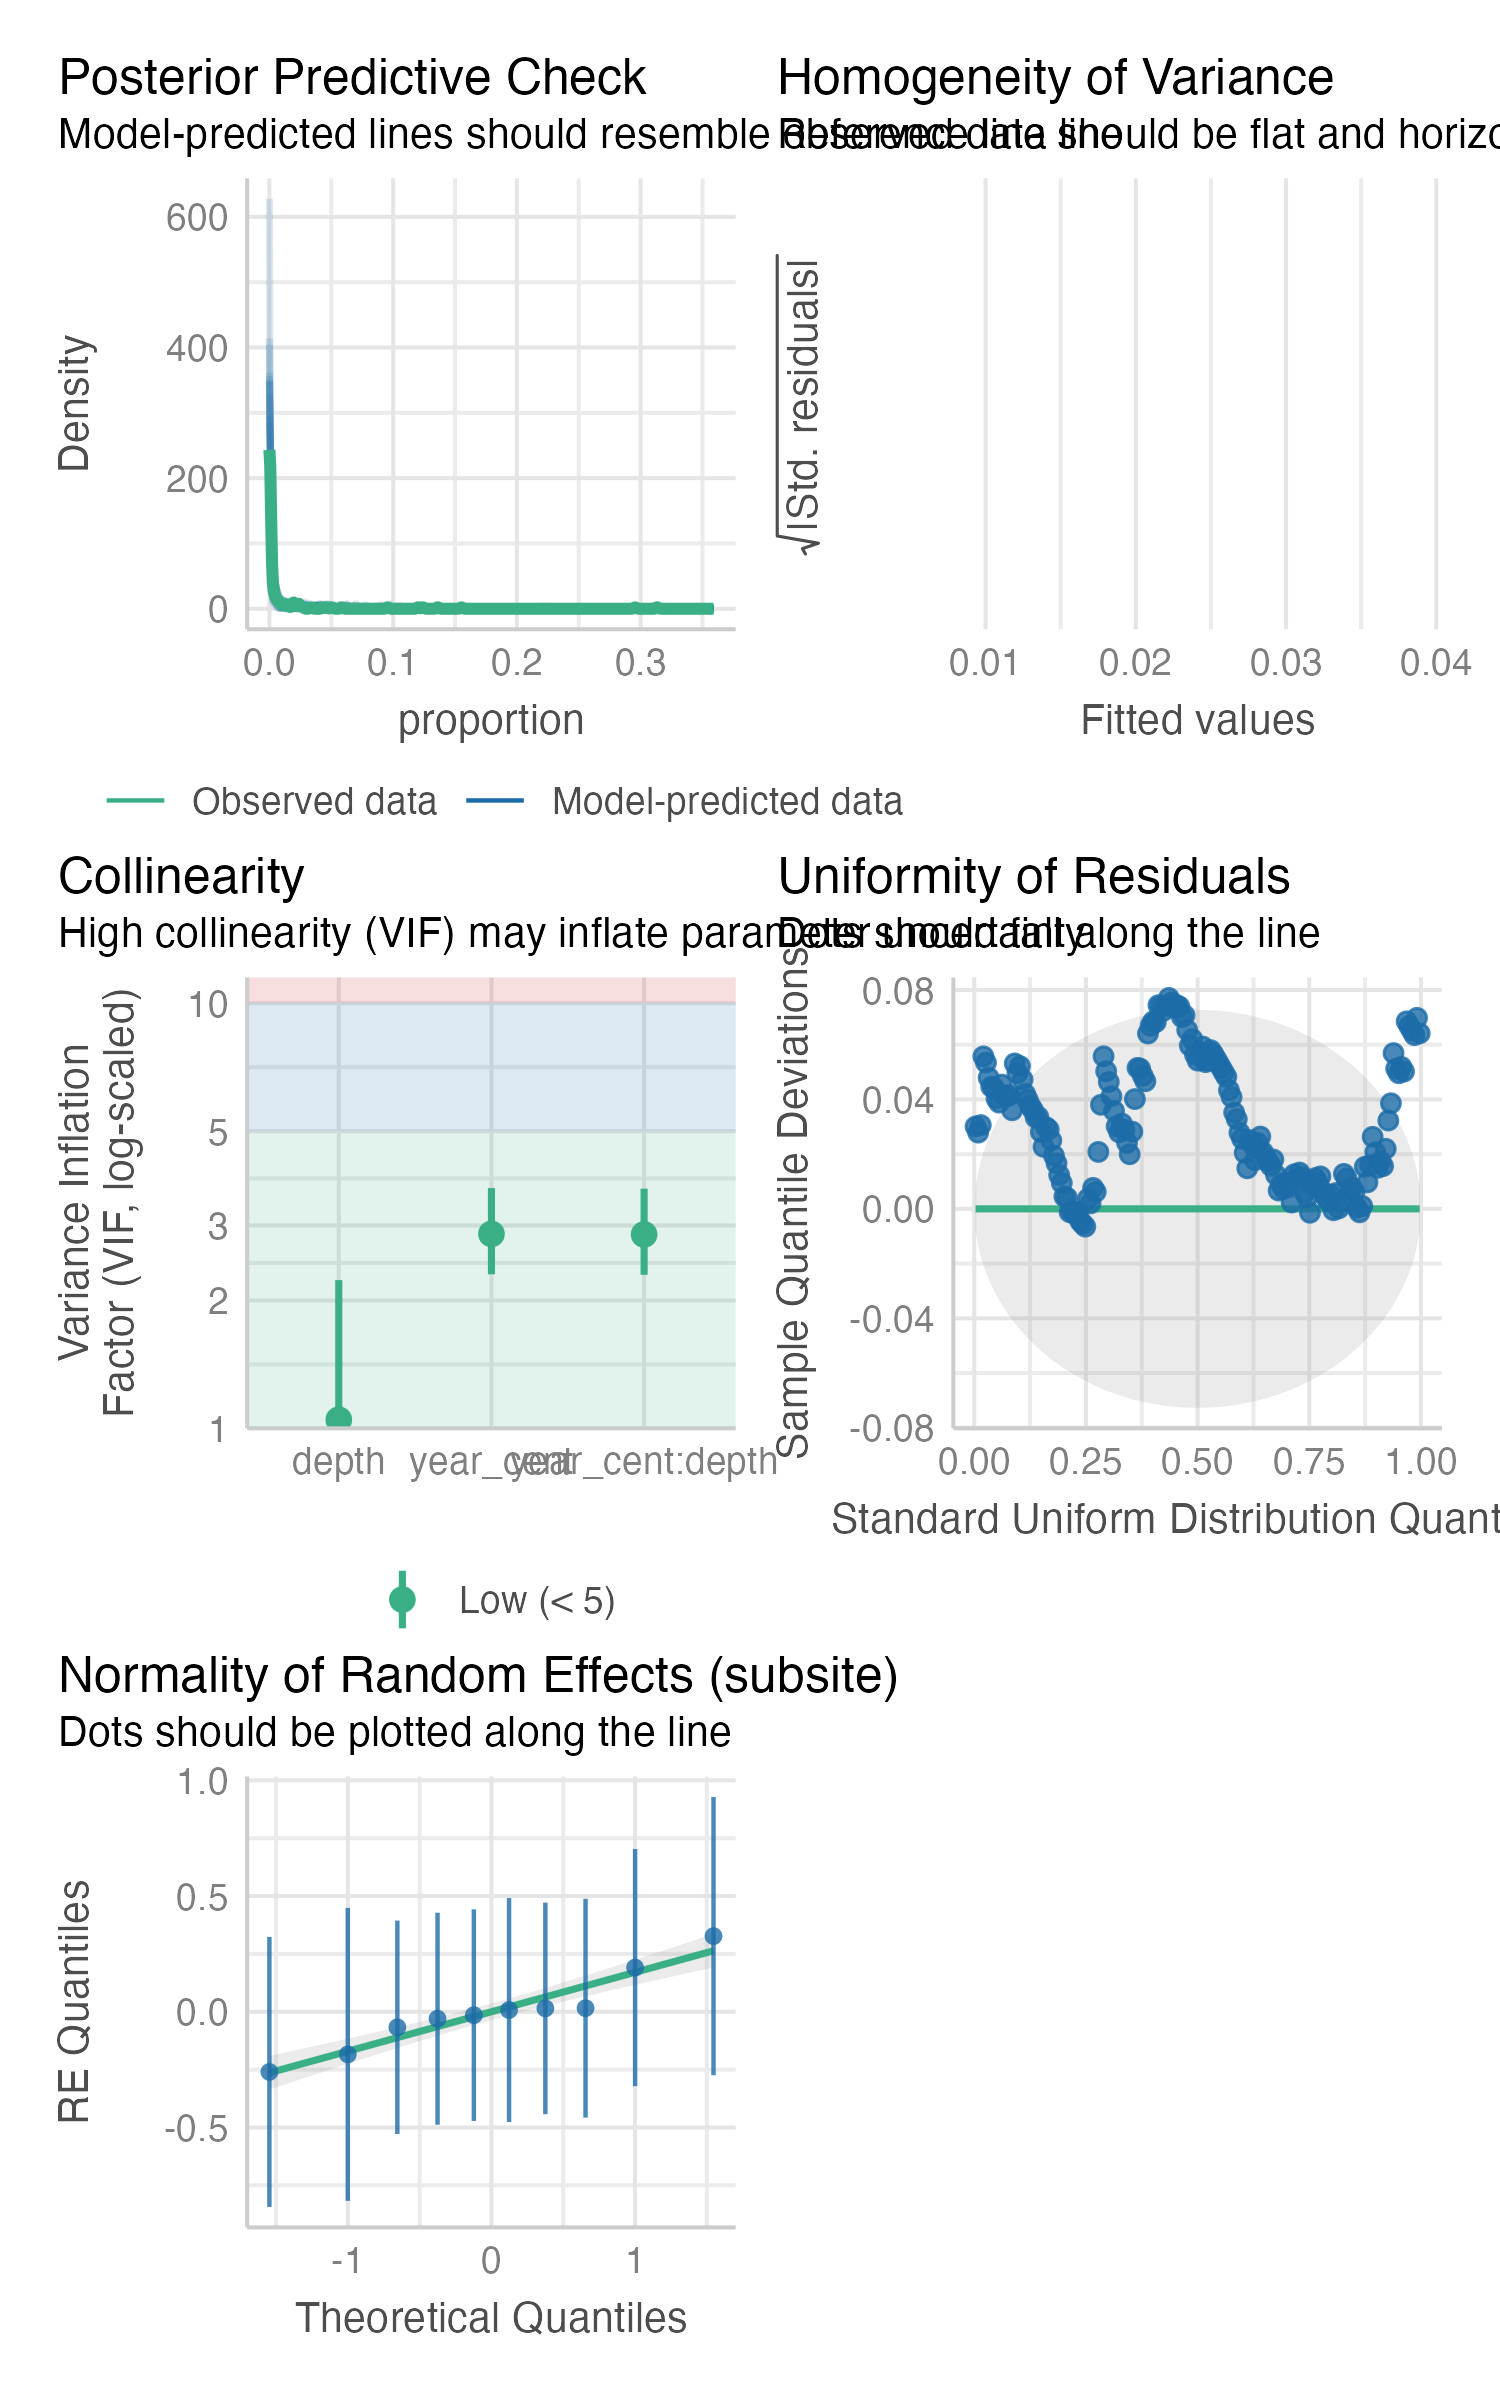 Posterior Predictive Check
Model-predicted lines should resemble observed data line
Density
600
400
200
0
0.0 0.1 0.2 0.3
proportion
Observed data Model-predicted data
Homogeneity of Variance
Reference line should be flat and horizo
√|Std. residuals|
0.01 0.02 0.03 0.04
Fitted values
Collinearity
High collinearity (VIF) may inflate parameter uncertainty
Variance Inflation
Factor (VIF, log-scaled)
10
5
3
2
1
depth year_cent year_cent:depth
Low (< 5)
Uniformity of Residuals
Dots should fall along the line
Sample Quantile Deviations
0.08
0.04
0.00
-0.04
-0.08
0.00 0.25 0.50 0.75 1.00
Standard Uniform Distribution Quant
Normality of Random Effects (subsite)
Dots should be plotted along the line
RE Quantiles
1.0
0.5
0.0
-0.5
-1 0 1
Theoretical Quantiles